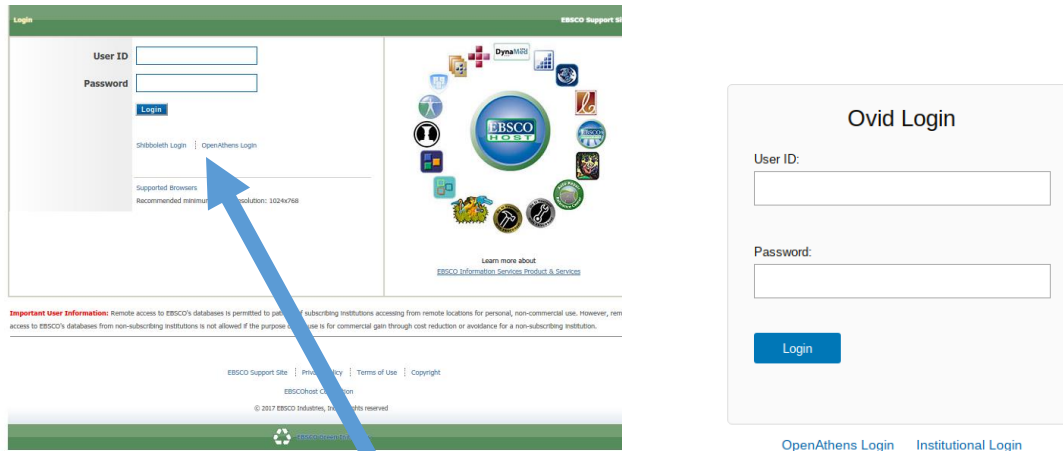 Login
EBSCO Support Si
User ID
Password
Login
Shibboleth Login
OpenAthens Login
Supported Browsers
Recommended minimum resolution: 1024x768
DynaMed
EBSCO
HOST
Learn more about
EBSCO Information Services Product & Services
Important User Information: Remote access to EBSCO's databases is permitted to of subscribing institutions accessing from remote locations for personal, non-commercial use. However, rem
access to EBSCO's databases from non-subscribing institutions is not allowed if the purpose use is for commercial gain through cost reduction or avoidance for a non-subscribing institution.
EBSCO Support Site Terms of Use Copyright
EBSCOhost
© 2017 EBSCO Industries, reserved
Ovid Login
User ID:
Password:
Login
OpenAthens Login
Institutional Login